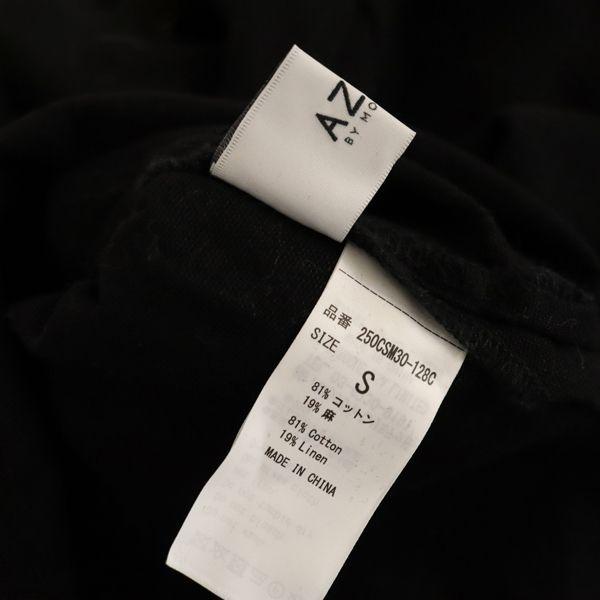 AZ
BY MO
品番 250CSM30-128C
SIZE
S
81% コットン
19% 麻
81% Cotton
19% Linen
MADE IN CHINA